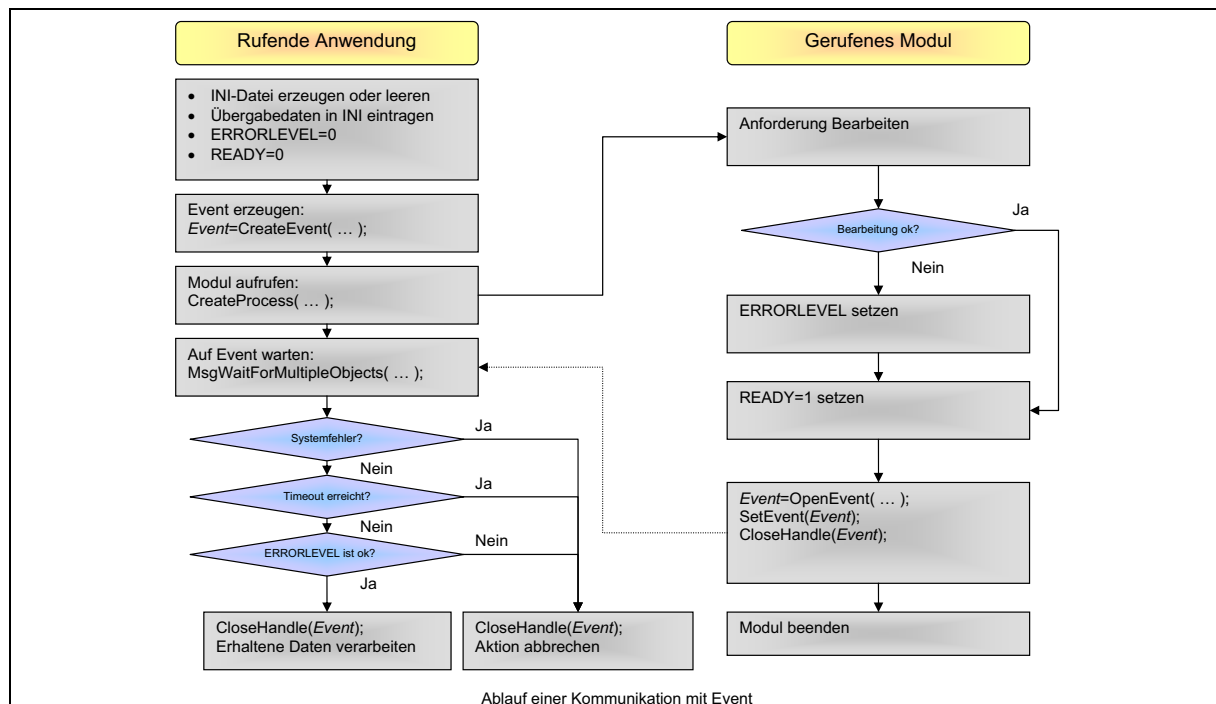 Rufende Anwendung
• INI-Datei erzeugen oder leeren
• Übergabedaten in INI eintragen
• ERRORLEVEL=0
• READY=0
Event erzeugen:
Event=CreateEvent( … );
Modul aufrufen:
CreateProcess( … );
Auf Event warten:
MsgWaitForMultipleObjects( … );
Systemfehler?
Ja
Nein
Timeout erreicht?
Ja
Nein
ERRORLEVEL ist ok?
Nein
Ja
CloseHandle(Event);
Erhaltene Daten verarbeiten
CloseHandle(Event);
Aktion abbrechen
Gerufenes Modul
Anforderung Bearbeiten
Bearbeitung ok?
Ja
Nein
ERRORLEVEL setzen
READY=1 setzen
Event=OpenEvent( … );
SetEvent(Event);
CloseHandle(Event);
Modul beenden
Ablauf einer Kommunikation mit Event